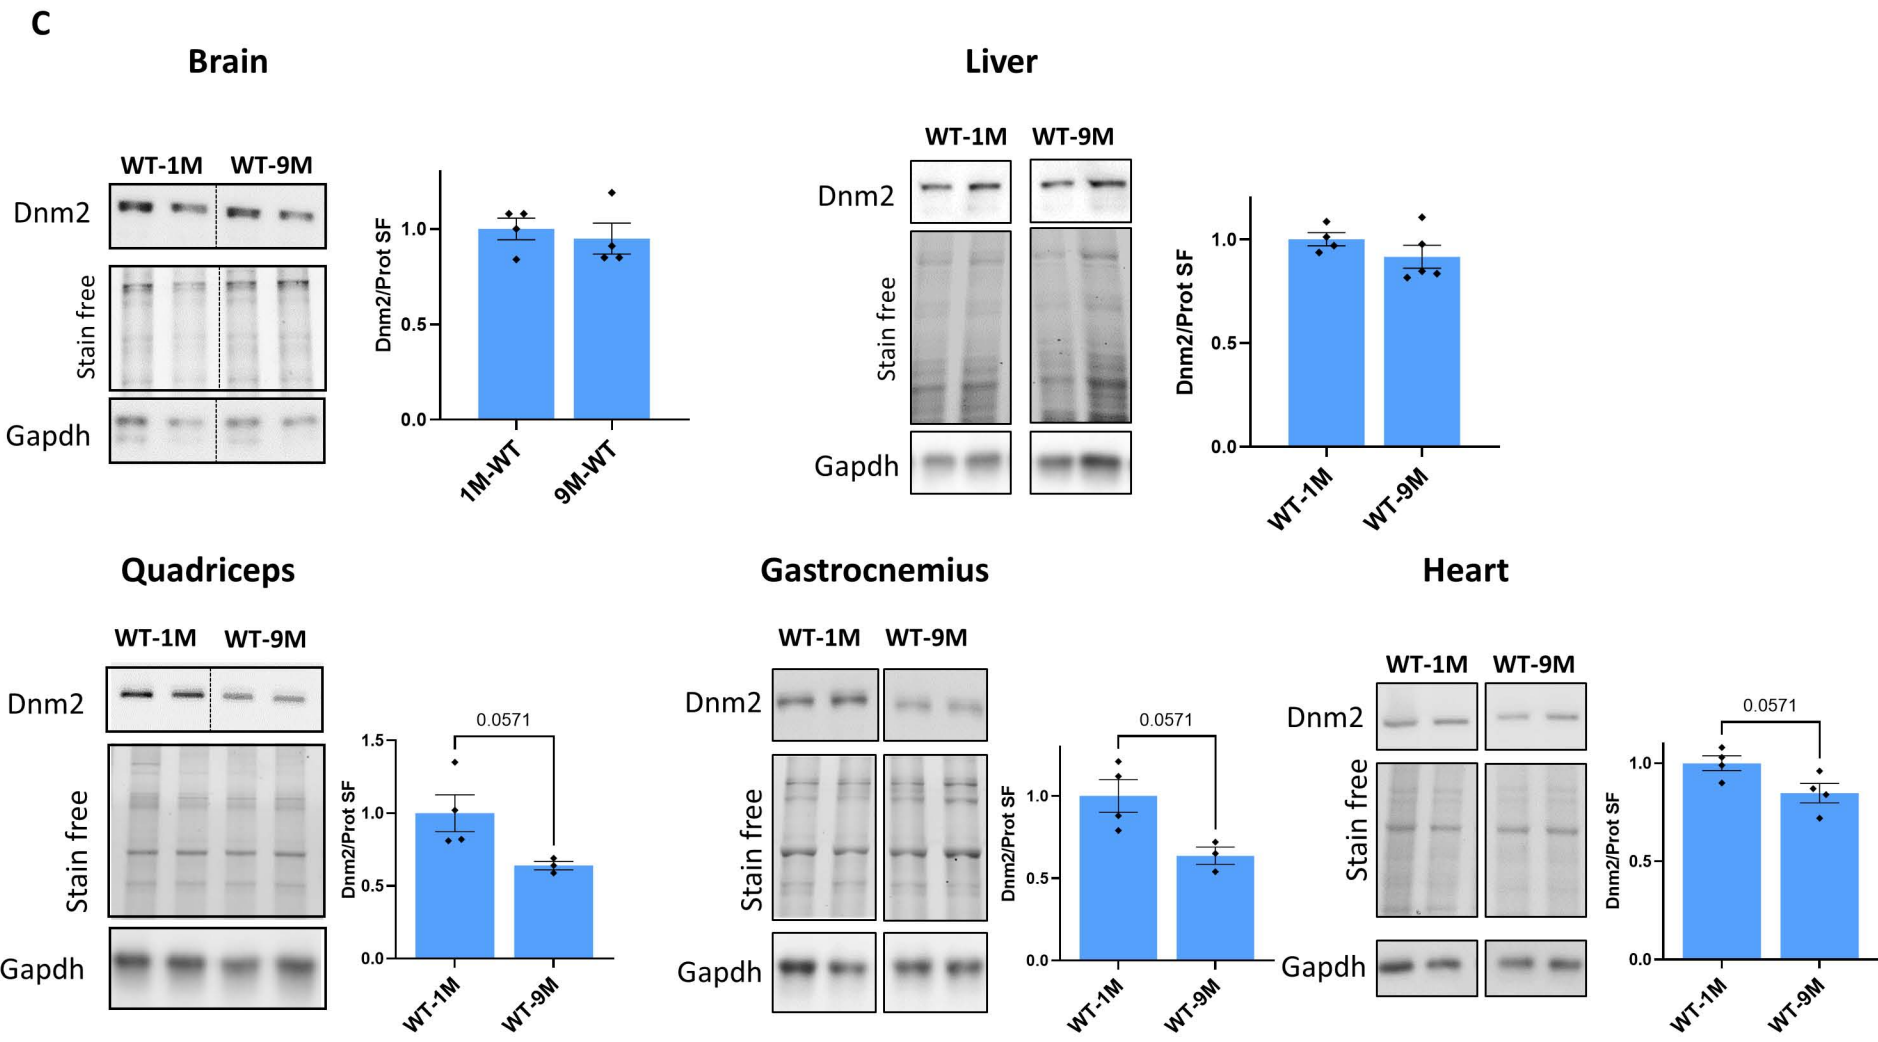 C
Brain
Liver
WT-1M WT-9M
Dnm2
Stain free
Gapdh
Dnm2/Prot SF
1.0
0.5
0.0
1M-WT
9M-WT
WT-1M WT-9M
Dnm2
Stain free
Gapdh
Dnm2/Prot SF
1.0
0.5
0.0
WT-1M
WT-9M
Quadriceps
Gastrocnemius
Heart
WT-1M WT-9M
Dnm2
Stain free
Gapdh
Dnm2/Prot SF
0.0571
1.5
1.0
0.5
0.0
WT-1M
WT-9M
WT-1M WT-9M
Dnm2
Stain free
Gapdh
Dnm2/Prot SF
0.0571
1.0
0.5
0.0
WT-1M
WT-9M
WT-1M WT-9M
Dnm2
Stain free
Gapdh
Dnm2/Prot SF
0.0571
1.0
0.5
0.0
WT-1M
WT-9M